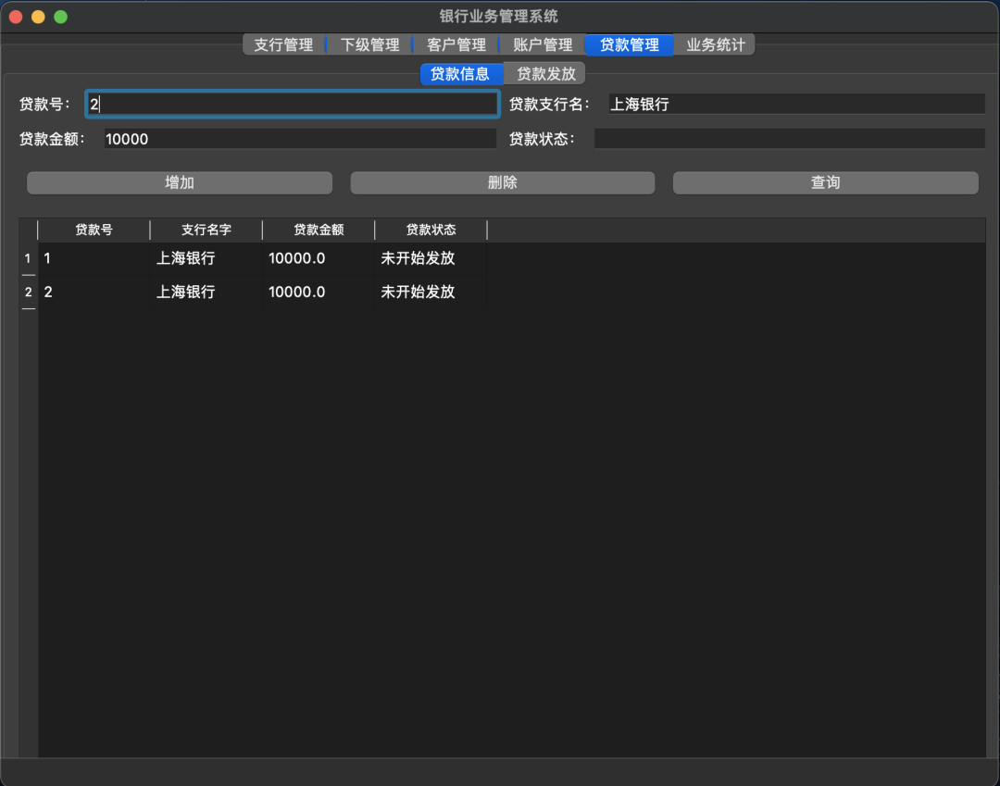 银行业务管理系统
支行管理 下级管理 客户管理 账户管理 贷款管理 业务统计
贷款信息 贷款发放
贷款号： 2 贷款支行名： 上海银行
贷款金额： 10000 贷款状态：
增加 删除 查询
贷款号 支行名字 贷款金额 贷款状态
1 1 上海银行 10000.0 未开始发放
2 2 上海银行 10000.0 未开始发放